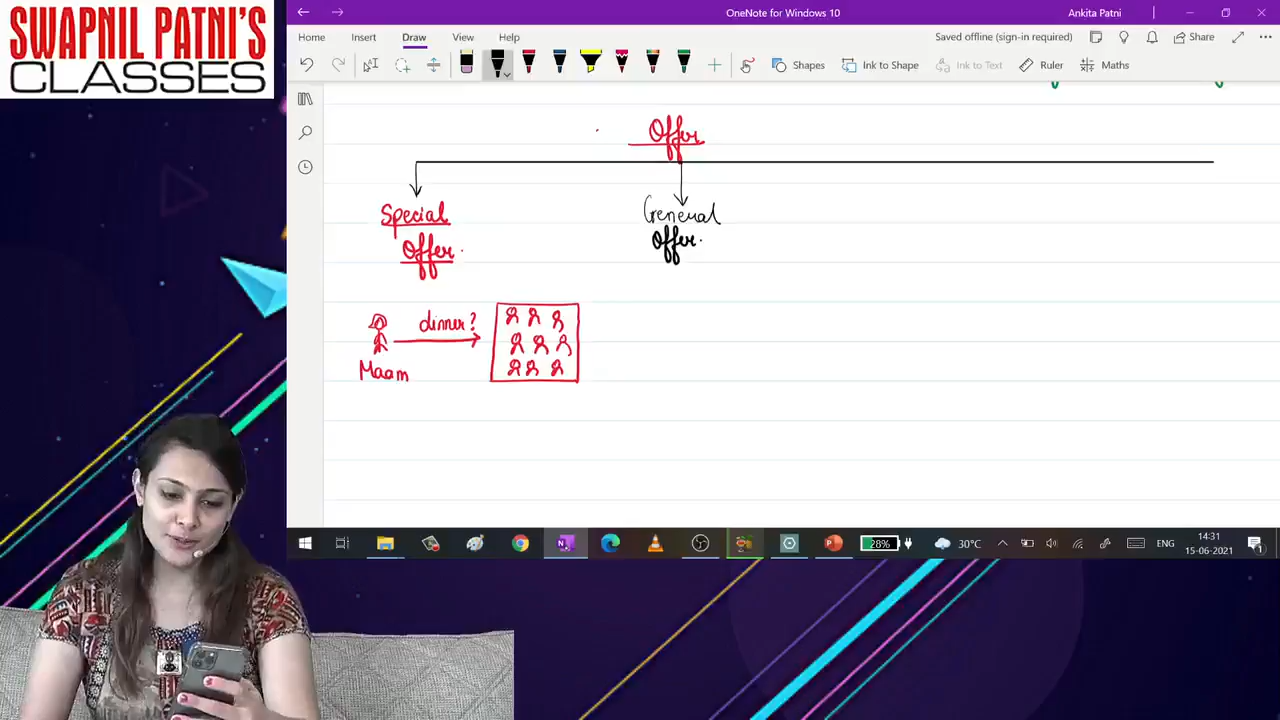 SWAPNIL PATNI'S
CLASSES
OneNote for Windows 10
Ankita Patni
Home
Insert
Draw
View
Help
Saved offline (sign-in required)
Share
Ink to Shape
Shapes
Ink to Text
Ruler
Maths
Offer
Special
Offer.
General
Offer.
dinner?
Maam
28%
30°C
ENG
14:31
15-06-2021